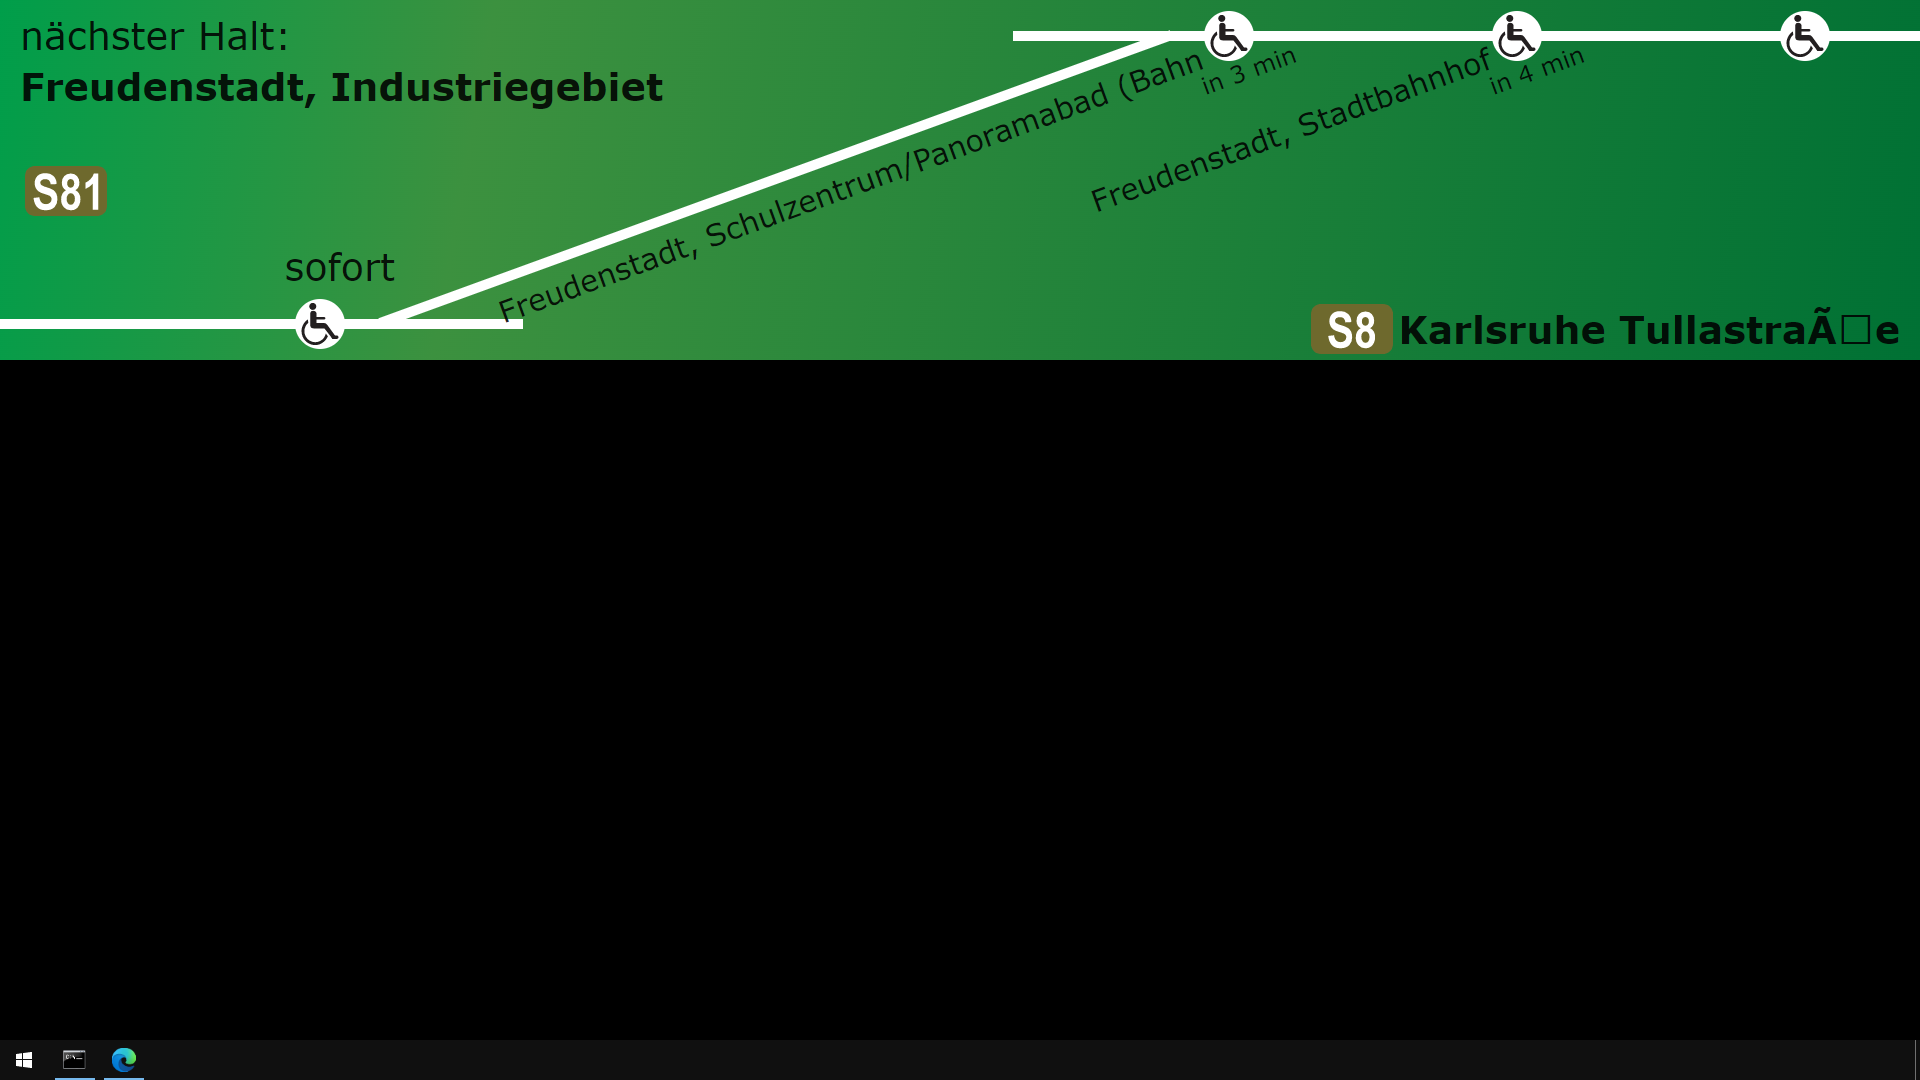 nächster Halt:
Freudenstadt, Industriegebiet
S81
sofort
Freudenstadt, Schulzentrum/Panoramabad (Bahn
in 3 min
Freudenstadt, Stadtbahnhof
in 4 min
S8 Karlsruhe TullastraÃ□e